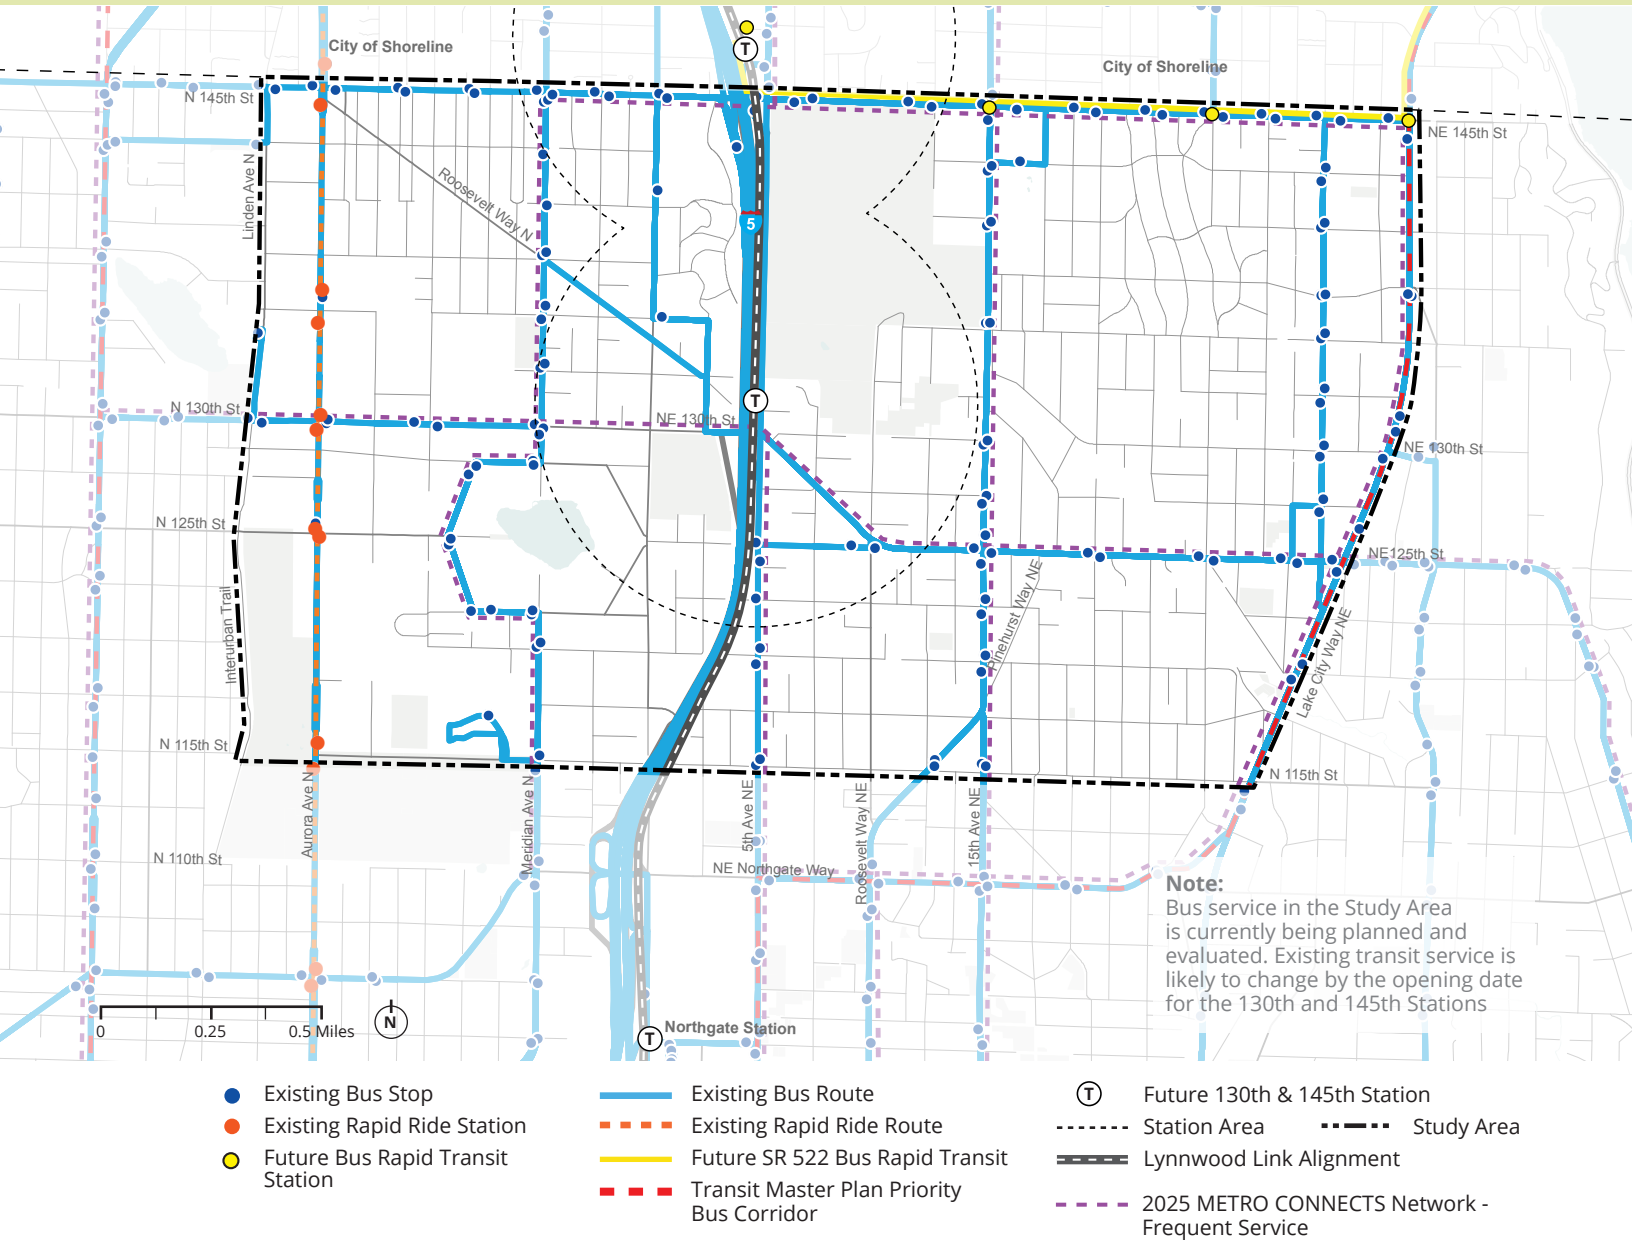 City of Shoreline
T
City of Shoreline
N 145th St
NE 145th St
Linden Ave N
Roosevelt Way N
5
T
N 130th St
NE 130th St
NE 130th St
N 125th St
NE125th St
Pinehurst Way NE
Interurban Trail
Lake City Way NE
N 115th St
N 115th St
Aurora Ave N
Meridian Ave N
5th Ave NE
Roosevelt Way NE
15th Ave NE
N 110th St
NE Northgate Way
Note:
Bus service in the Study Area
is currently being planned and
evaluated. Existing transit service is
likely to change by the opening date
for the 130th and 145th Stations
0
0.25
0.5 Miles
N
T
Northgate Station
Existing Bus Stop
Existing Rapid Ride Station
Future Bus Rapid Transit
Station
Existing Bus Route
Existing Rapid Ride Route
Future SR 522 Bus Rapid Transit
Transit Master Plan Priority
Bus Corridor
T
Future 130th & 145th Station
Station Area
Study Area
Lynnwood Link Alignment
2025 METRO CONNECTS Network -
Frequent Service